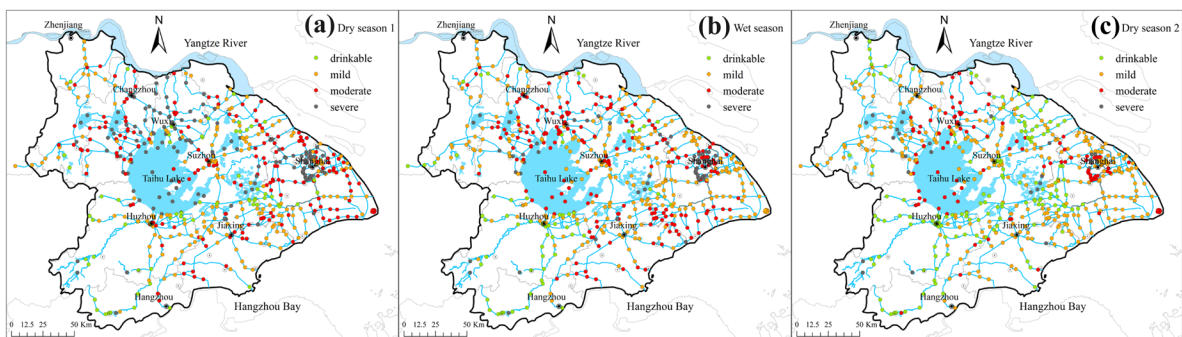 (a) Dry season 1
N
Zhenjiang
Yangtze River
drinkable
mild
moderate
severe
Changzhou
Wuxi
Suzhou
Shanghai
Taihu Lake
Huzhou
Jiaxing
Hangzhou
Hangzhou Bay
0 12.5 25 50 Km
(b) Wet season
N
Zhenjiang
Yangtze River
drinkable
mild
moderate
severe
Changzhou
Wuxi
Suzhou
Shanghai
Taihu Lake
Huzhou
Jiaxing
Hangzhou
Hangzhou Bay
0 12.5 25 50 Km
(c) Dry season 2
N
Zhenjiang
Yangtze River
drinkable
mild
moderate
severe
Changzhou
Wuxi
Suzhou
Shanghai
Taihu Lake
Huzhou
Jiaxing
Hangzhou
Hangzhou Bay
0 12.5 25 50 Km